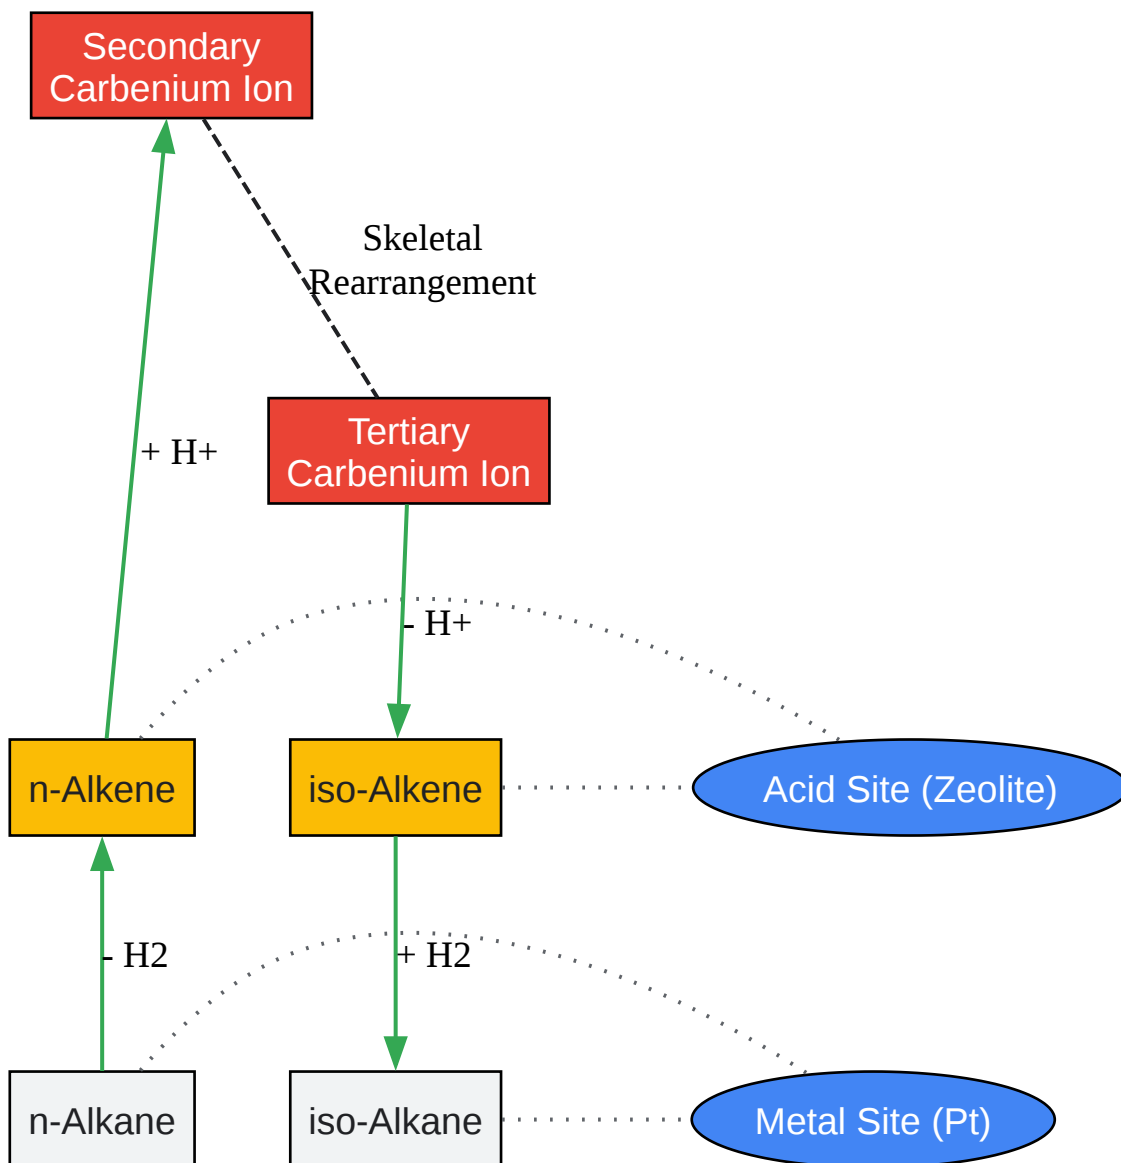 Secondary
Carbenium Ion
Skeletal
Rearrangement
Tertiary
Carbenium Ion
+ H+
- H+
n-Alkene
iso-Alkene
Acid Site (Zeolite)
- H2
+ H2
n-Alkane
iso-Alkane
Metal Site (Pt)